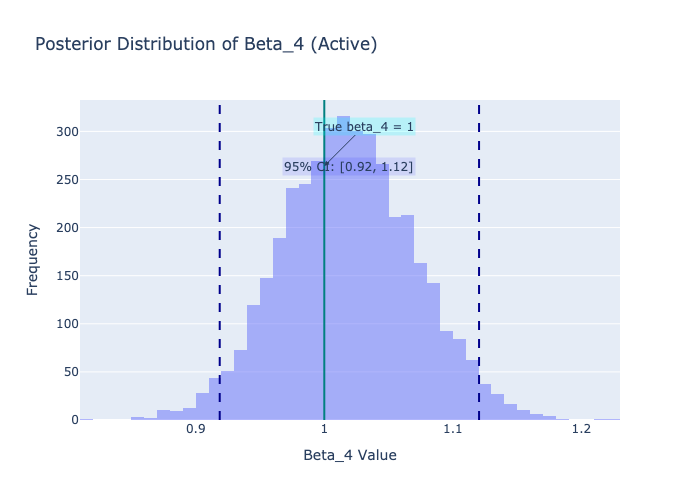 Posterior Distribution of Beta_4 (Active)
True beta_4 = 1
95% CI: [0.92, 1.12]
Frequency
300
250
200
150
100
50
0
0.9
1
1.1
1.2
Beta_4 Value